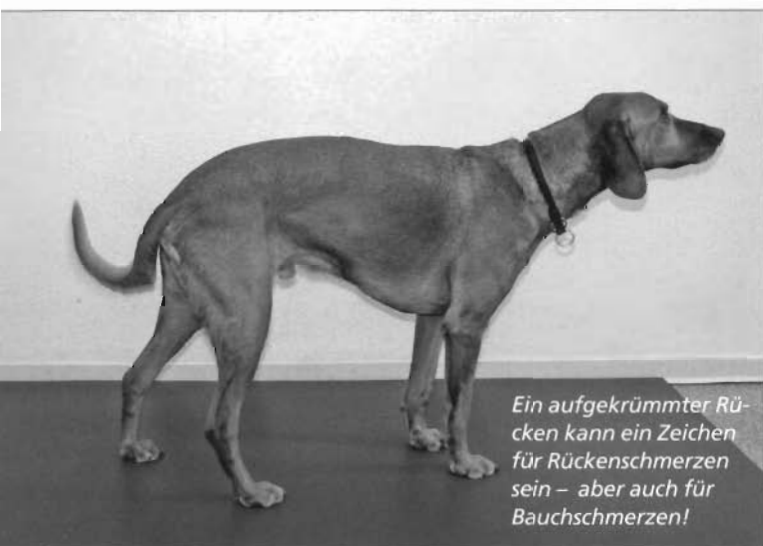 Ein aufgekrümmter Rü-
cken kann ein Zeichen
für Rückenschmerzen
sein – aber auch für
Bauchschmerzen!